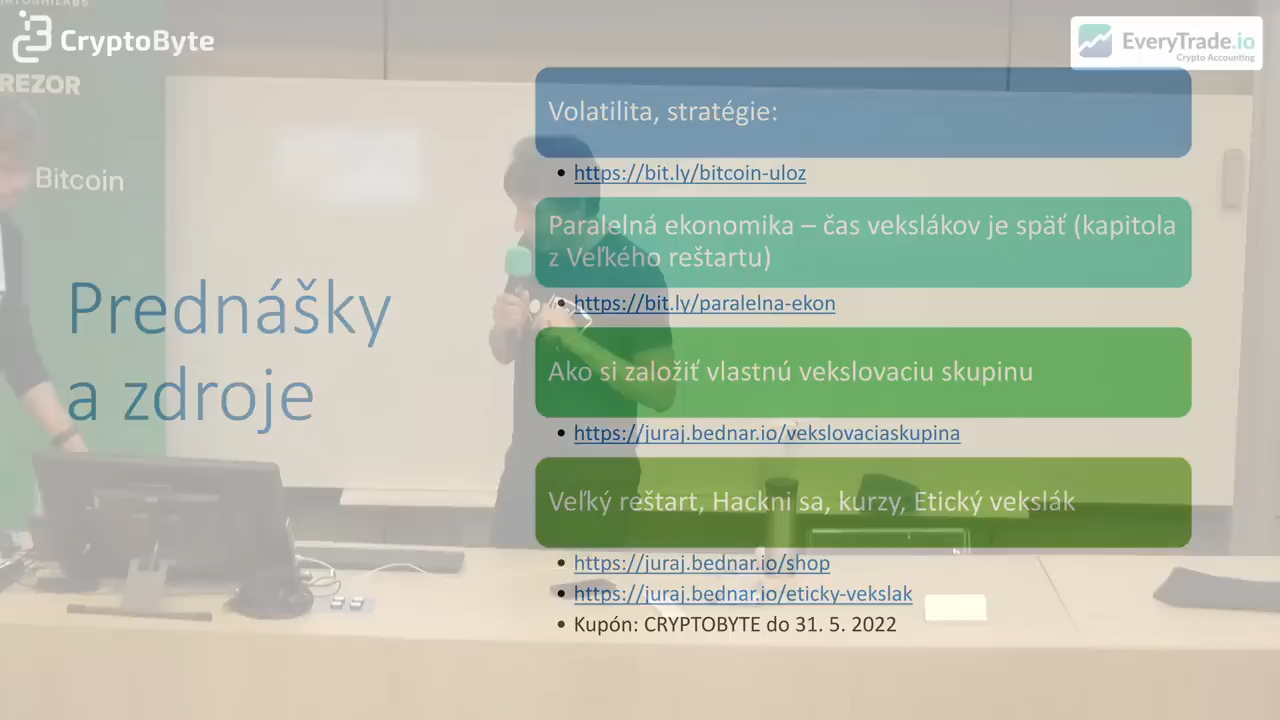 CryptoByte
REZOR
Bitcoin
EveryTrade.io
Crypto Accounting
Prednášky
a zdroje
Volatilita, stratégie:
• https://bit.ly/bitcoin-uloz
Paralelná ekonomika – čas vekslákov je späť (kapitola
z Veľkého reštartu)
• https://bit.ly/paralelna-ekon
Ako si založiť vlastnú vekslovaciu skupinu
• https://juraj.bednar.io/vekslovaciaskupina
Veľký reštart, Hackni sa, kurzy, Etický vekslák
• https://juraj.bednar.io/shop
• https://juraj.bednar.io/eticky-vekslak
• Kupón: CRYPTOBYTE do 31. 5. 2022